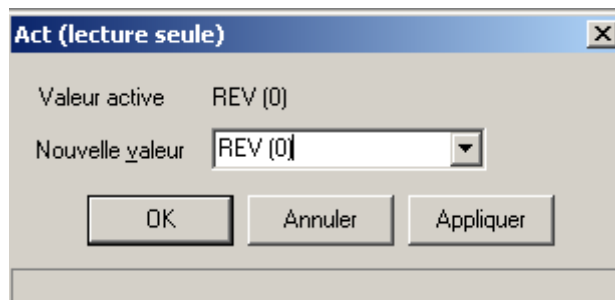 Act (lecture seule)
Valeur active REV (0)
Nouvelle valeur REV (0)
OK Annuler Appliquer